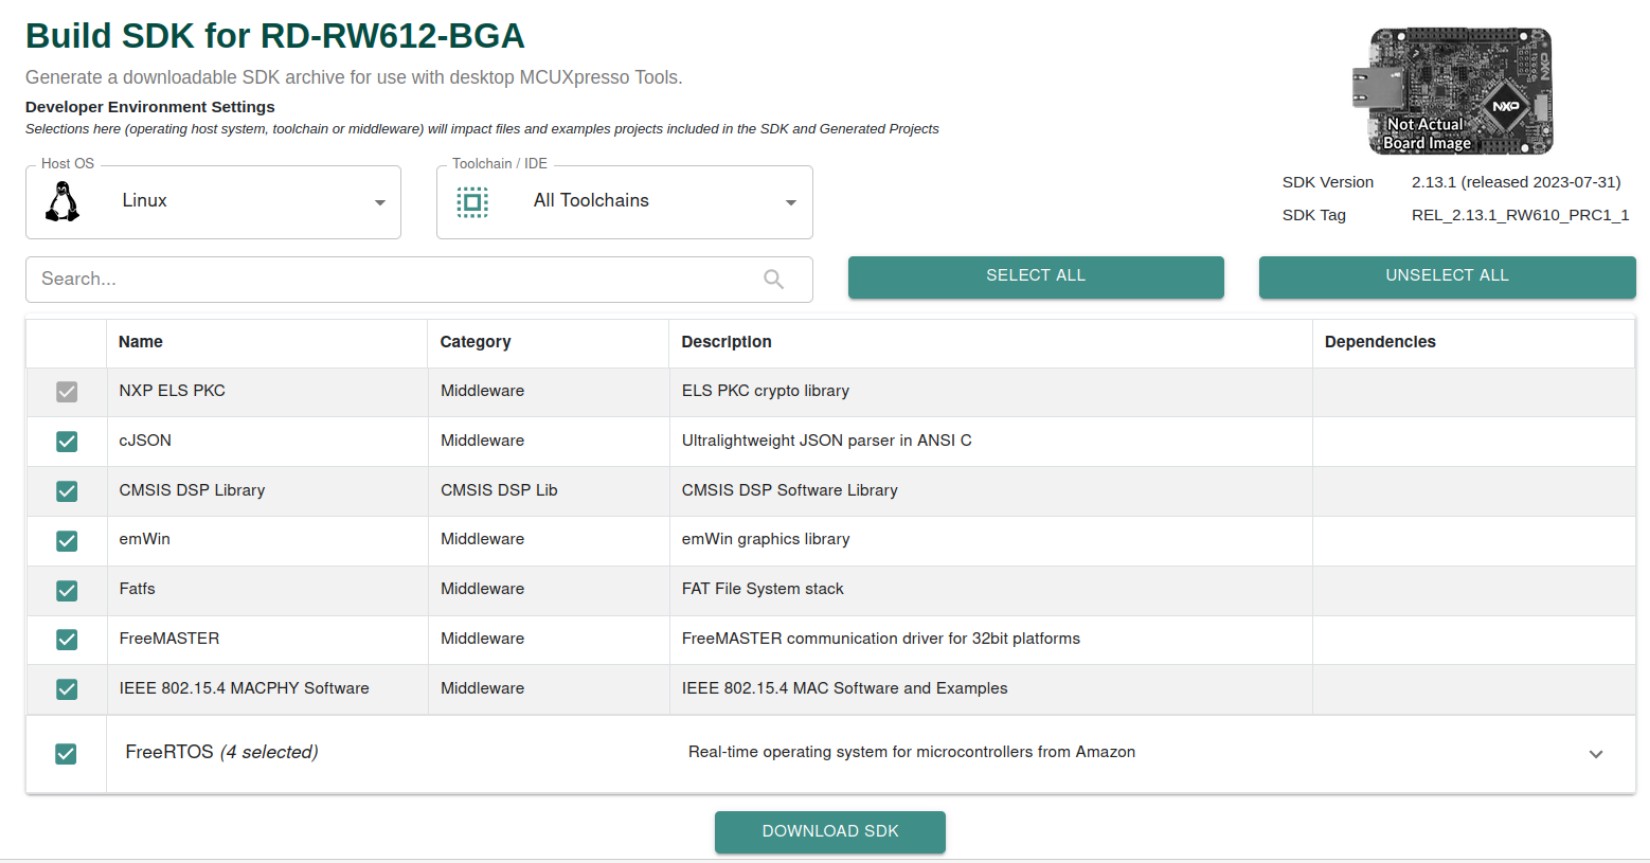 Build SDK for RD-RW612-BGA
Generate a downloadable SDK archive for use with desktop MCUXpresso Tools.
Developer Environment Settings
Selections here (operating host system, toolchain or middleware) will impact files and examples projects included in the SDK and Generated Projects
NXP
NXP
Not Actual
Board Image
Host OS
Linux
Toolchain / IDE
All Toolchains
SDK Version 2.13.1 (released 2023-07-31)
SDK Tag REL_2.13.1_RW610_PRC1_1
Search...
SELECT ALL
UNSELECT ALL
Name Category Description Dependencies
NXP ELS PKC Middleware ELS PKC crypto library
cJSON Middleware Ultralightweight JSON parser in ANSI C
CMSIS DSP Library CMSIS DSP Lib CMSIS DSP Software Library
emWin Middleware emWin graphics library
Fatfs Middleware FAT File System stack
FreeMASTER Middleware FreeMASTER communication driver for 32bit platforms
IEEE 802.15.4 MACPHY Software Middleware IEEE 802.15.4 MAC Software and Examples
FreeRTOS (4 selected) Real-time operating system for microcontrollers from Amazon
DOWNLOAD SDK